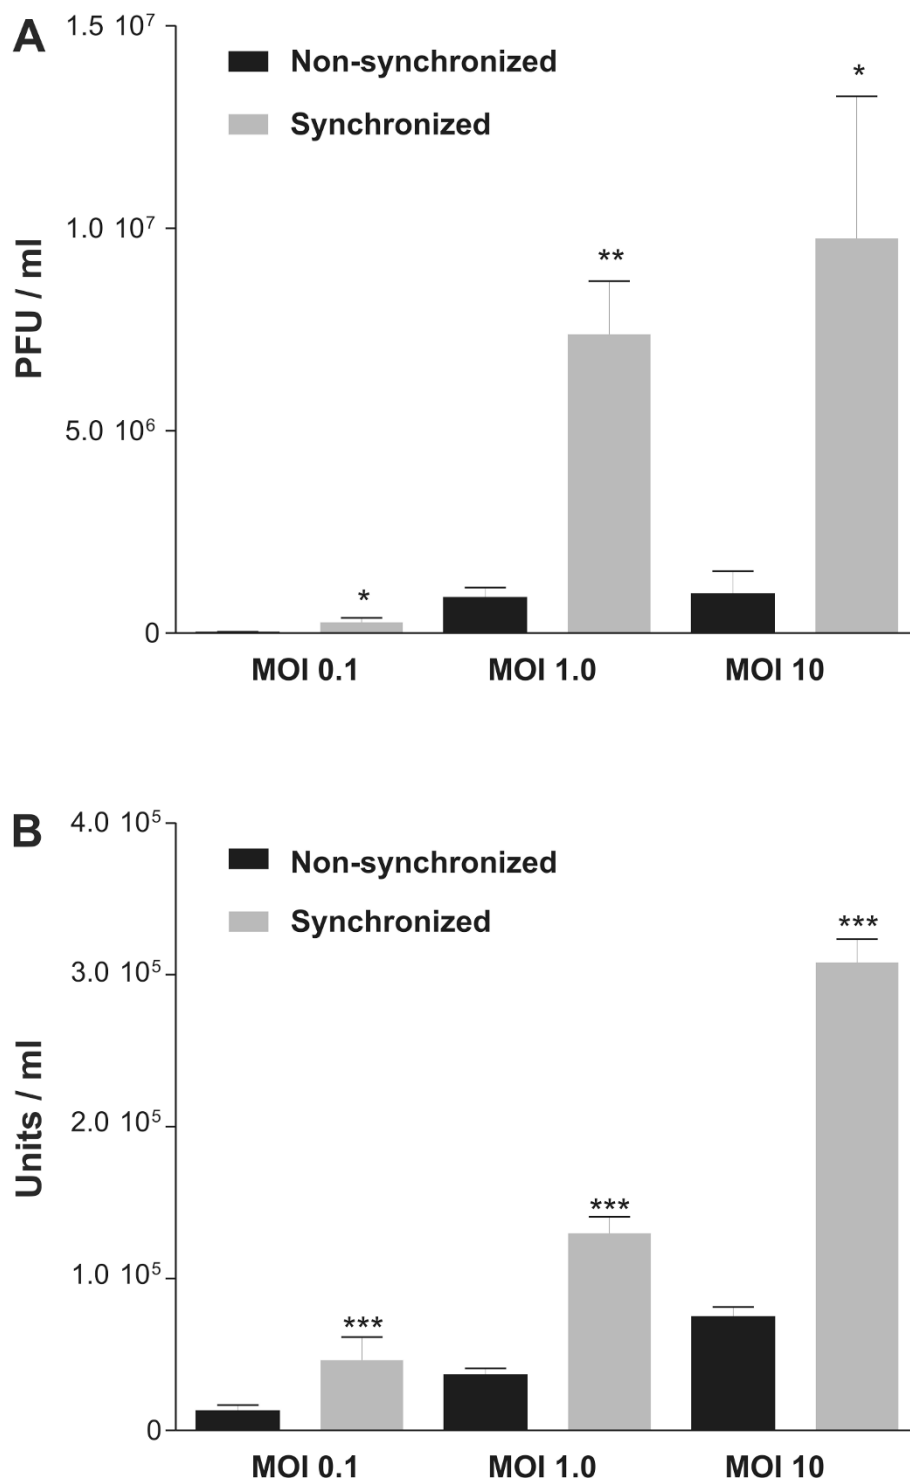 A
1.5 10⁷
Non-synchronized
Synchronized
*
**
*
1.0 10⁷
PFU / ml
5.0 10⁶
0
MOI 0.1 MOI 1.0 MOI 10
B
4.0 10⁵
Non-synchronized
Synchronized
***
***
***
3.0 10⁵
Units / ml
2.0 10⁵
1.0 10⁵
0
MOI 0.1 MOI 1.0 MOI 10